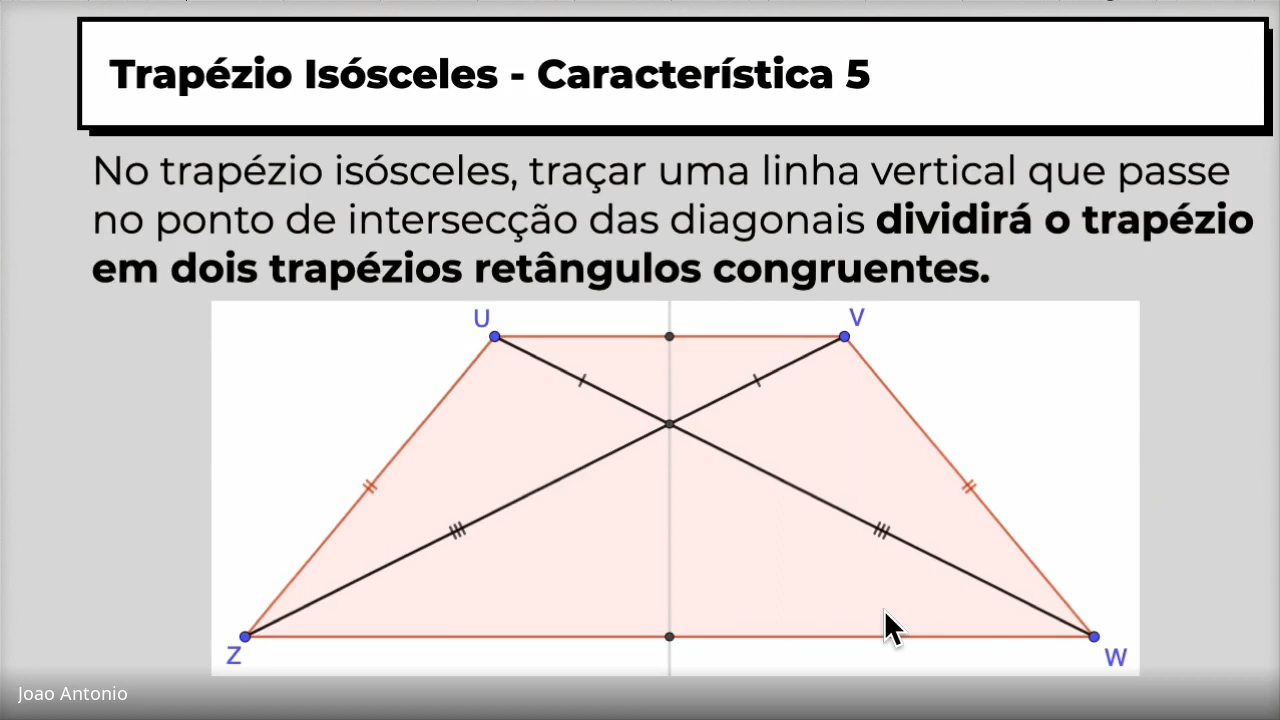 Trapézio Isósceles - Característica 5
No trapézio isósceles, traçar uma linha vertical que passe
no ponto de intersecção das diagonais dividirá o trapézio
em dois trapézios retângulos congruentes.
U
V
Z
W
Joao Antonio